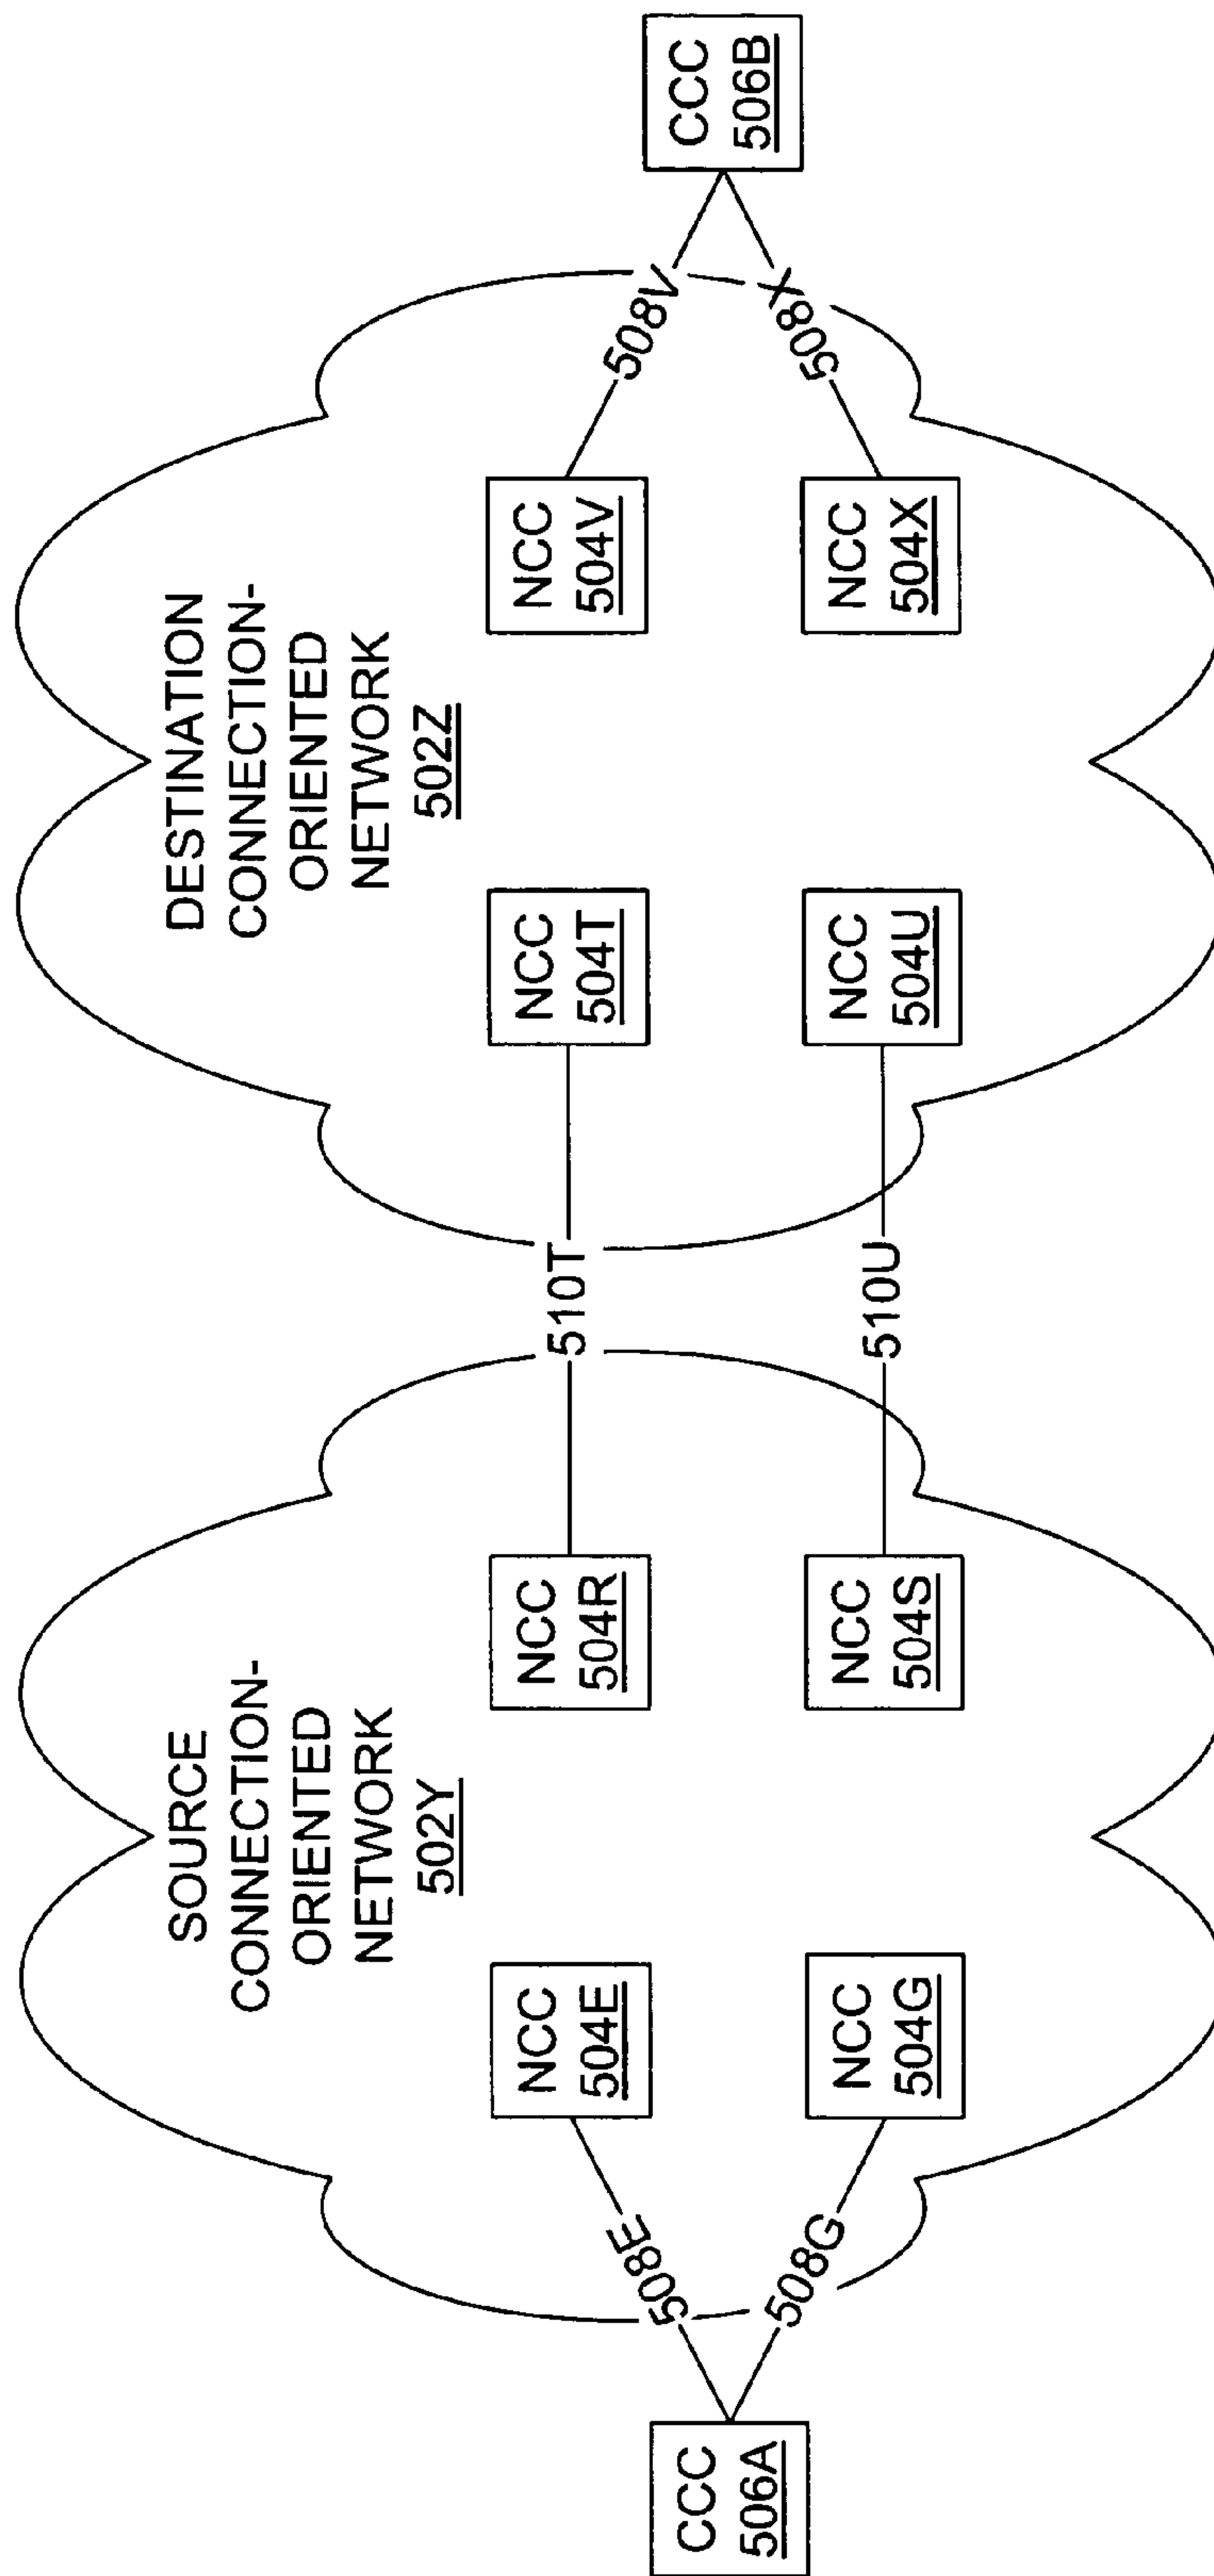 SOURCE
CONNECTION-
ORIENTED
NETWORK
502Y
DESTINATION
CONNECTION-
ORIENTED
NETWORK
502Z
CCC
506A
508E
508G
NCC
504E
NCC
504G
NCC
504R
NCC
504S
510T
510U
NCC
504T
NCC
504U
NCC
504V
NCC
504X
508V
508X
CCC
506B